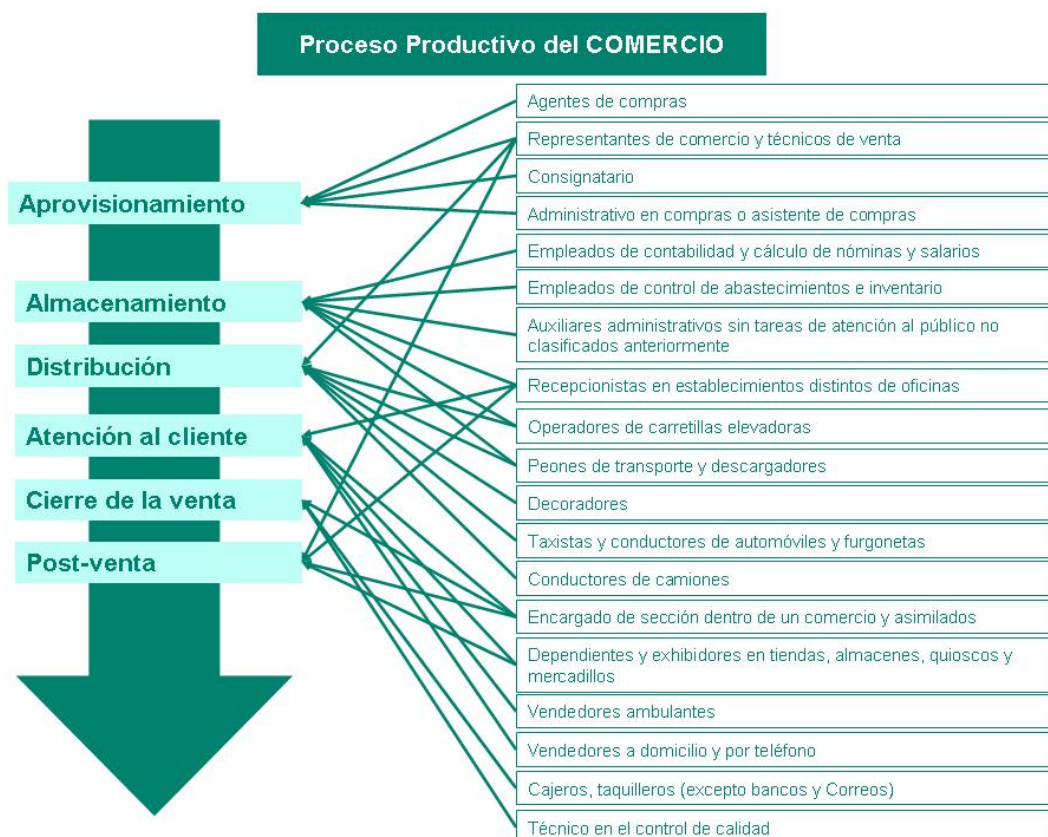 Proceso Productivo del COMERCIO
Aprovisionamiento
Almacenamiento
Distribución
Atención al cliente
Cierre de la venta
Post-venta
Agentes de compras
Representantes de comercio y técnicos de venta
Consignatario
Administrativo en compras o asistente de compras
Empleados de contabilidad y cálculo de nóminas y salarios
Empleados de control de abastecimientos e inventario
Auxiliares administrativos sin tareas de atención al público no
clasificados anteriormente
Recepcionistas en establecimientos distintos de oficinas
Operadores de carretillas elevadoras
Peones de transporte y descargadores
Decoradores
Taxistas y conductores de automóviles y furgonetas
Conductores de camiones
Encargado de sección dentro de un comercio y asimilados
Dependientes y exhibidores en tiendas, almacenes, quioscos y
mercadillos
Vendedores ambulantes
Vendedores a domicilio y por teléfono
Cajeros, taquilleros (excepto bancos y Correos)
Técnico en el control de calidad